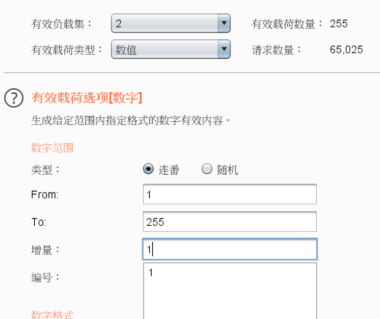 有效负载集： 2 有效载荷数量： 255
有效载荷类型： 数值 请求数量： 65,025
? 有效载荷选项[数字]
生成给定范围内指定格式的数字有效内容。
数字范围
类型： 连番 随机
From: 1
To: 255
增量： 1
编号： 1
数字格式